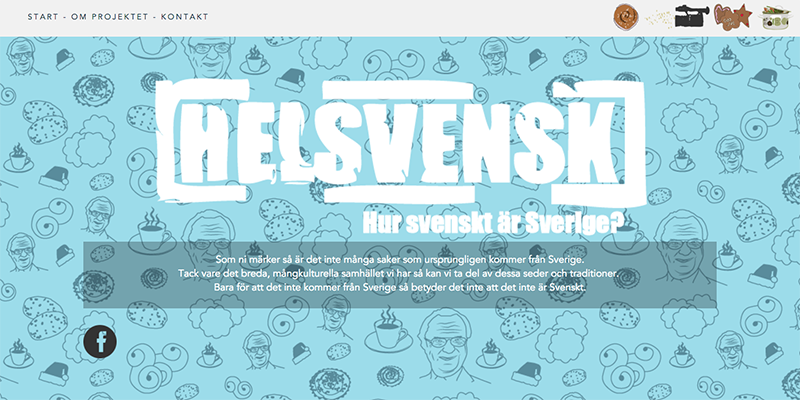 START - OM PROJEKTET - KONTAKT
HELSVENSK
Hur svenskt är Sverige?
Som ni märker så är det inte många saker som ursprungligen kommer från Sverige.
Tack vare det breda, mångkulturella samhället vi har så kan vi ta del av dessa seder och traditioner.
Bara för att det inte kommer från Sverige så betyder det inte att det inte är Svenskt.
f